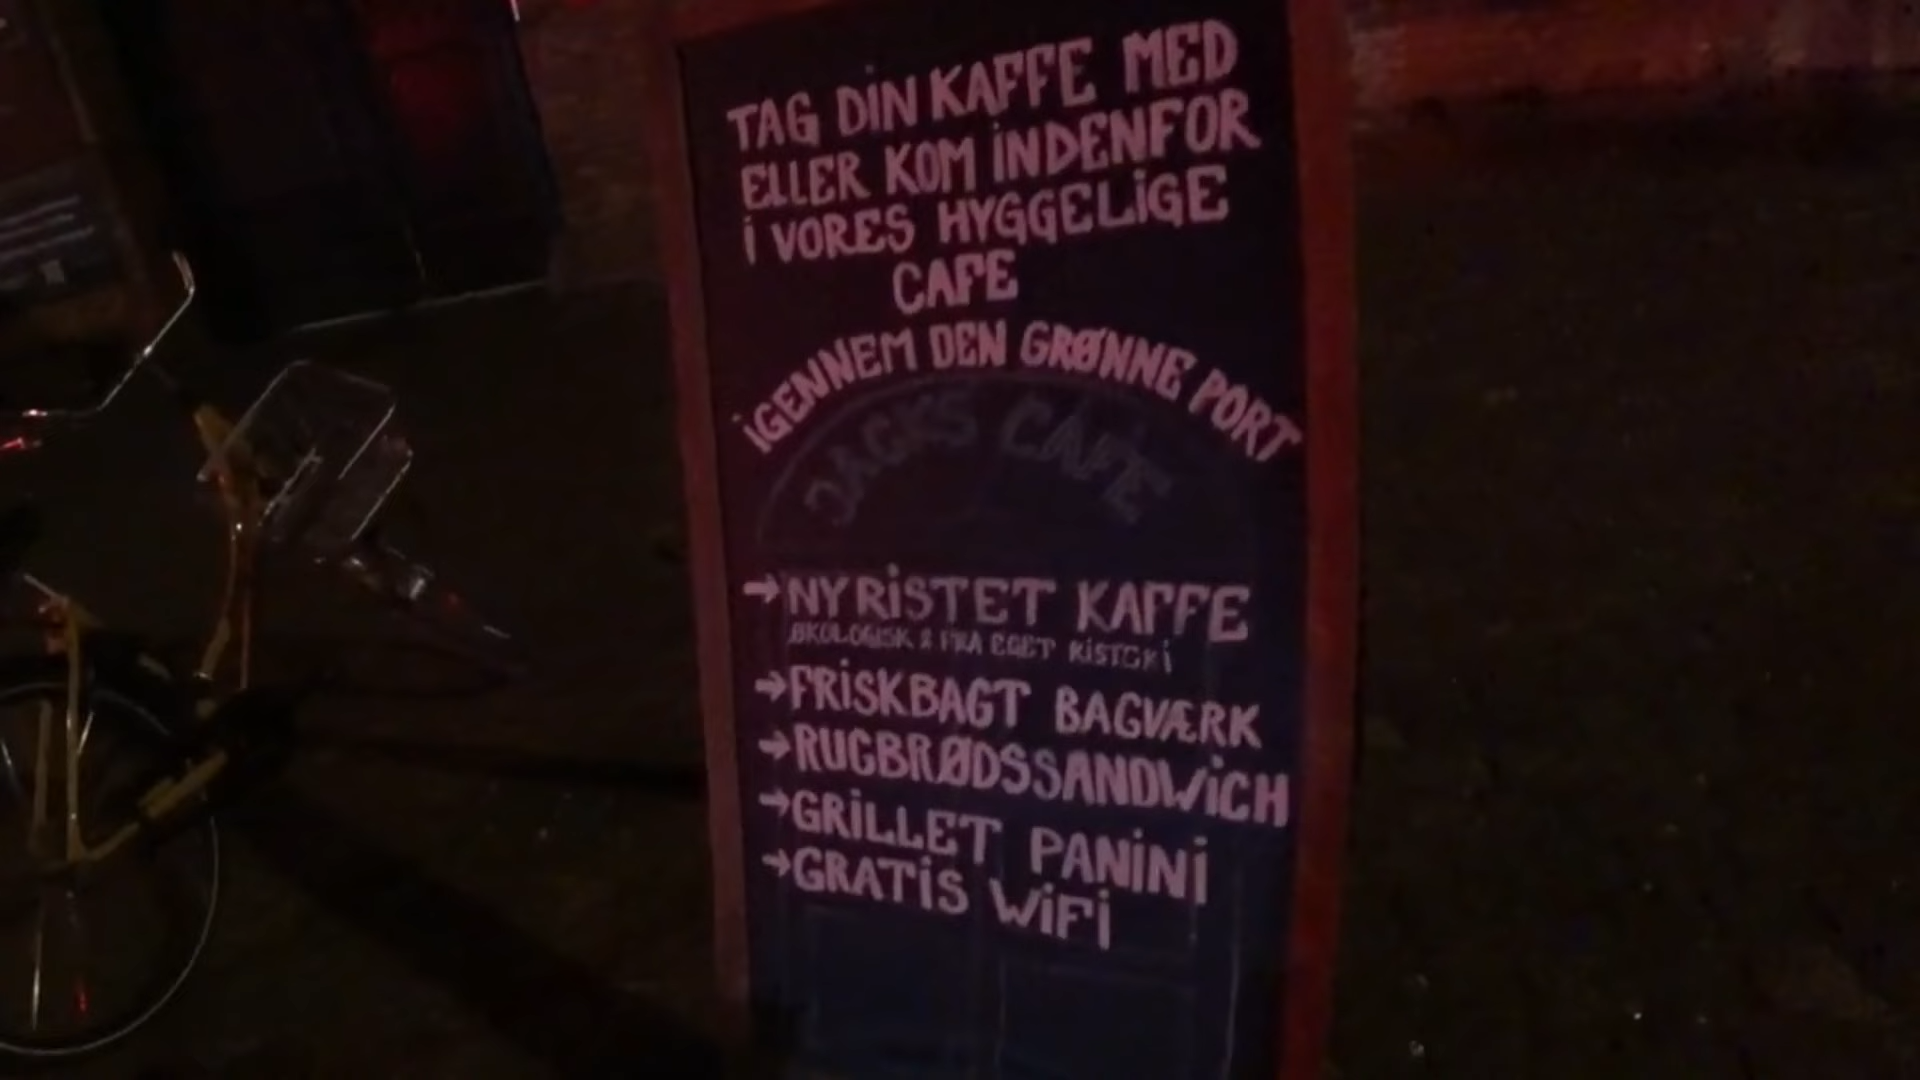 TAG DIN KAFFE MED
ELLER KOM INDENFOR
I VORES HYGGELIGE
CAFE
IGENNEM DEN GRØNNE PORT
JACKS CAFE
→ NYRISTET KAFFE
ØKOLOGISK & FRA EGET RISTERI
→ FRISKBAGT BAGVÆRK
→ RUGBRØDSSANDWICH
→ GRILLET PANINI
→ GRATIS WIFI